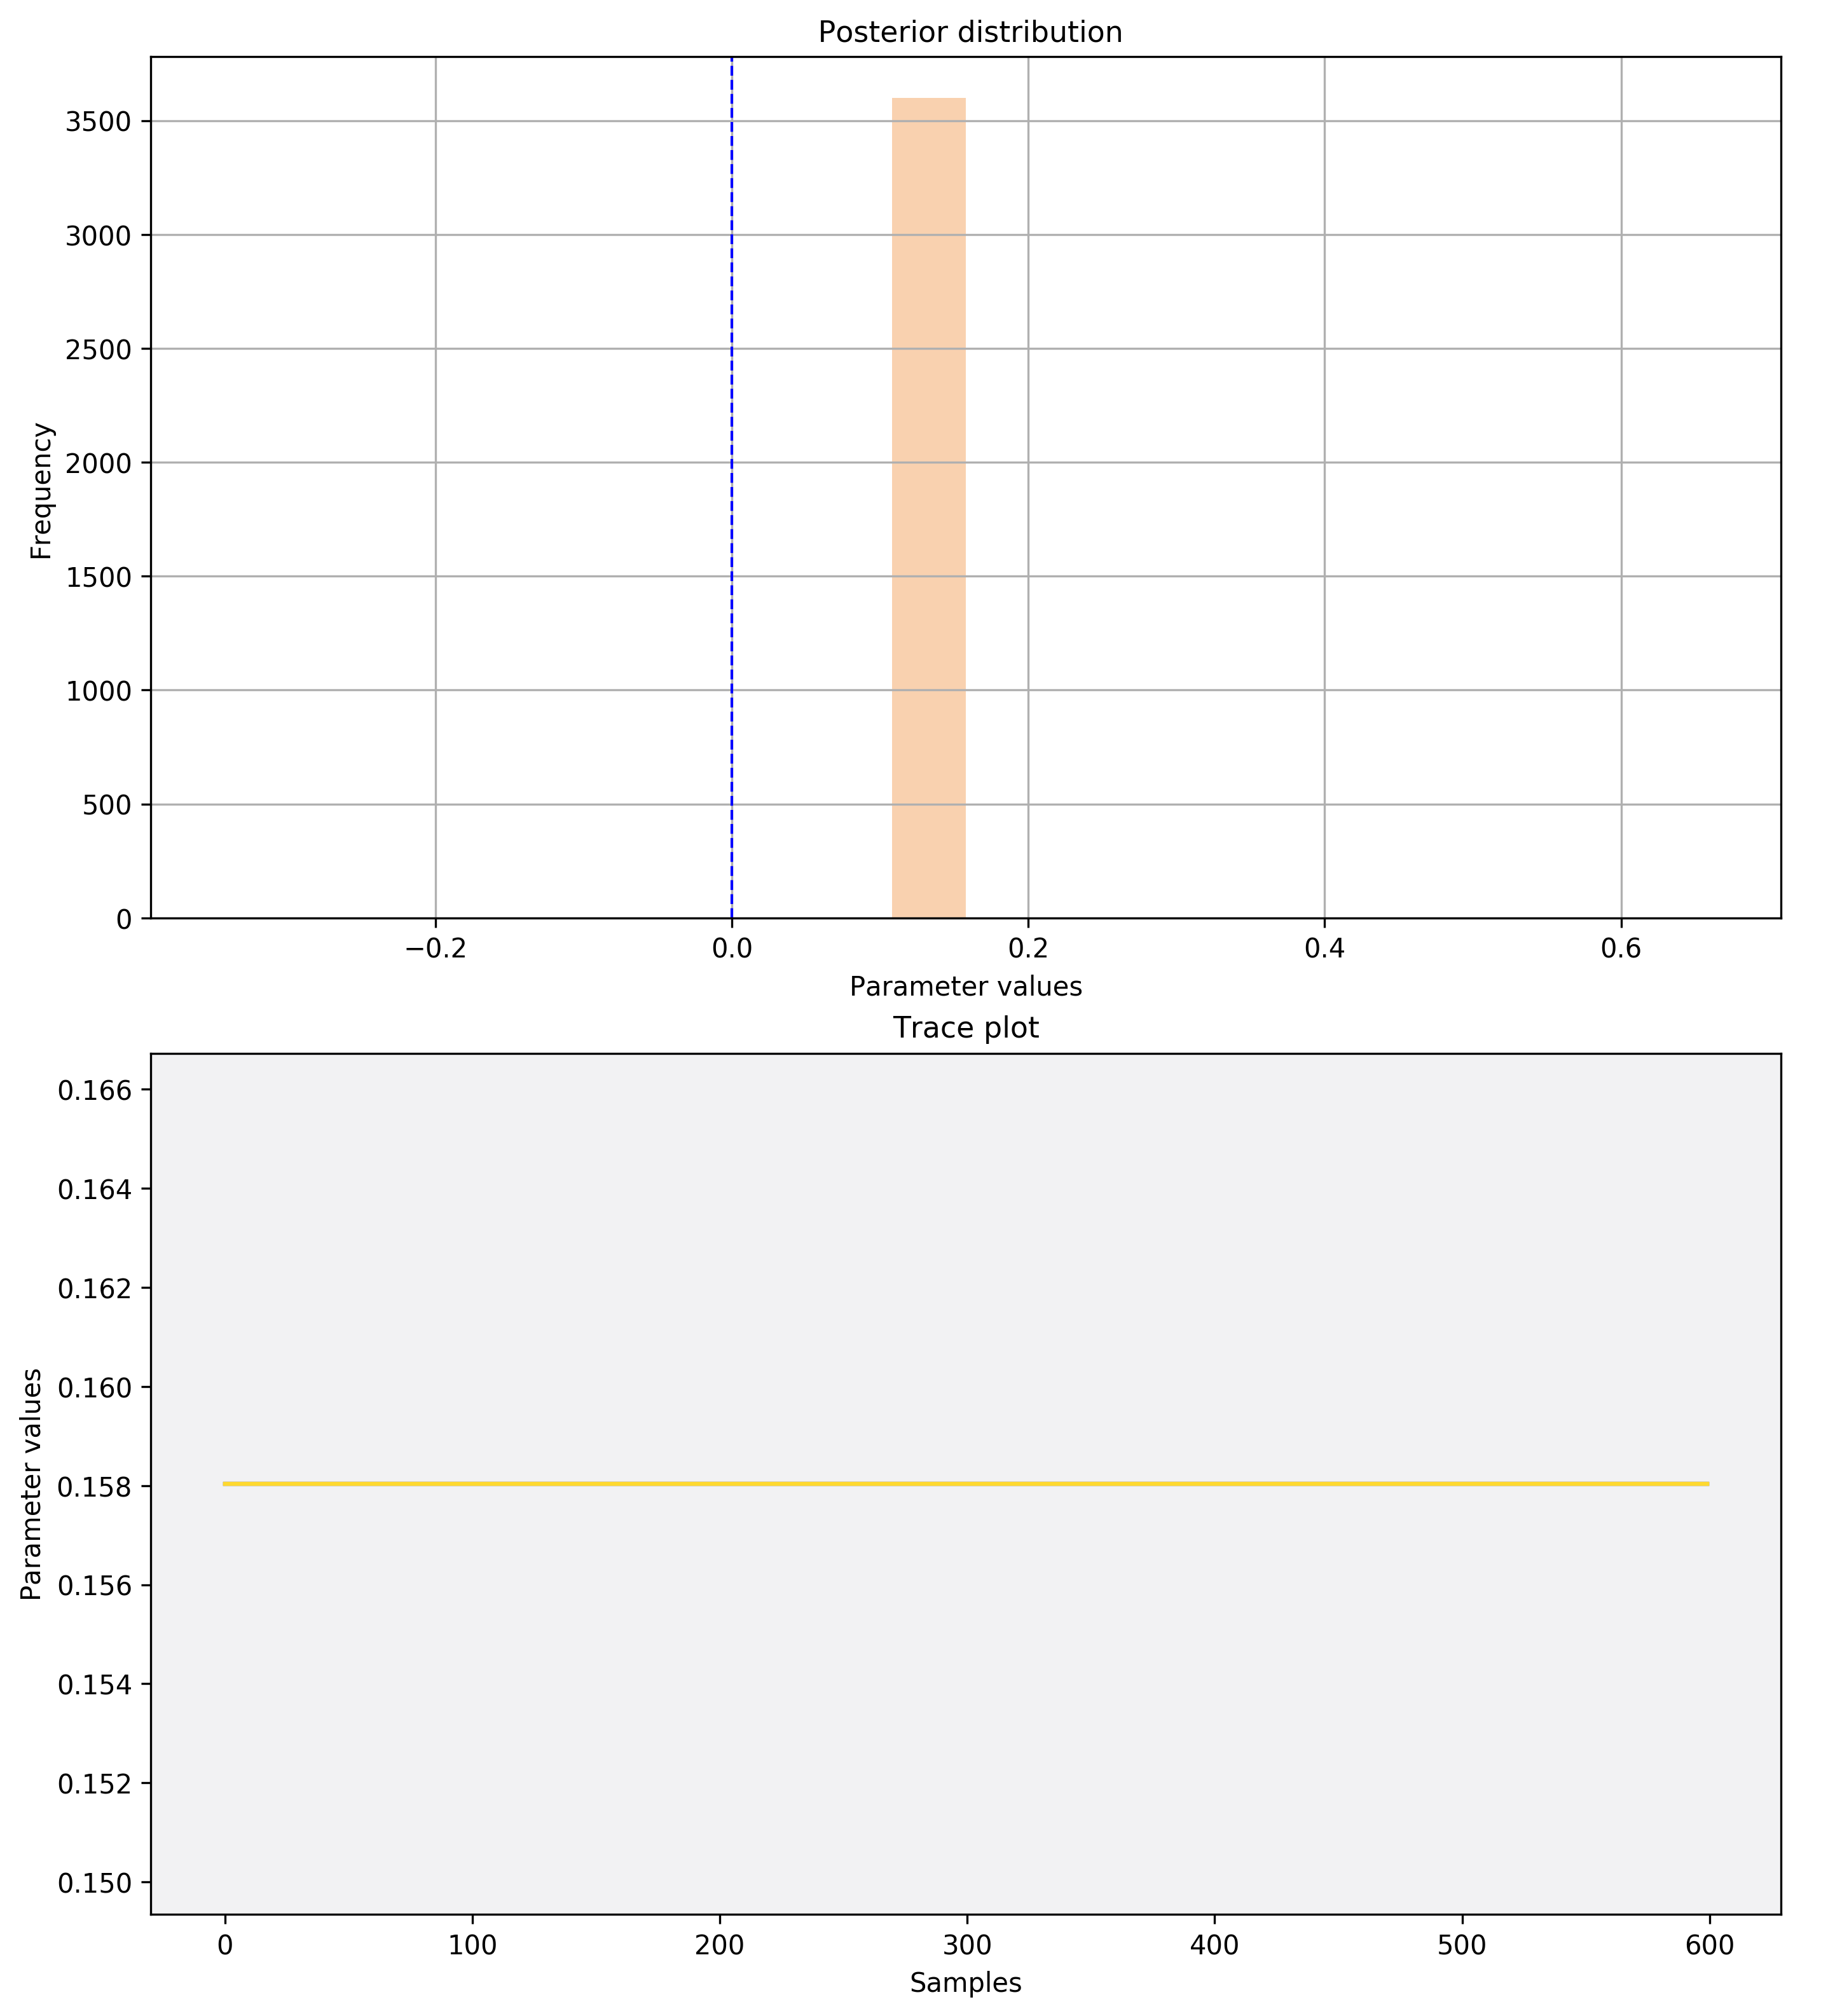 Posterior distribution
3500
3000
2500
2000
1500
1000
500
0
Frequency
−0.2 0.0 0.2 0.4 0.6
Parameter values
Trace plot
0.166
0.164
0.162
0.160
0.158
0.156
0.154
0.152
0.150
Parameter values
0 100 200 300 400 500 600
Samples